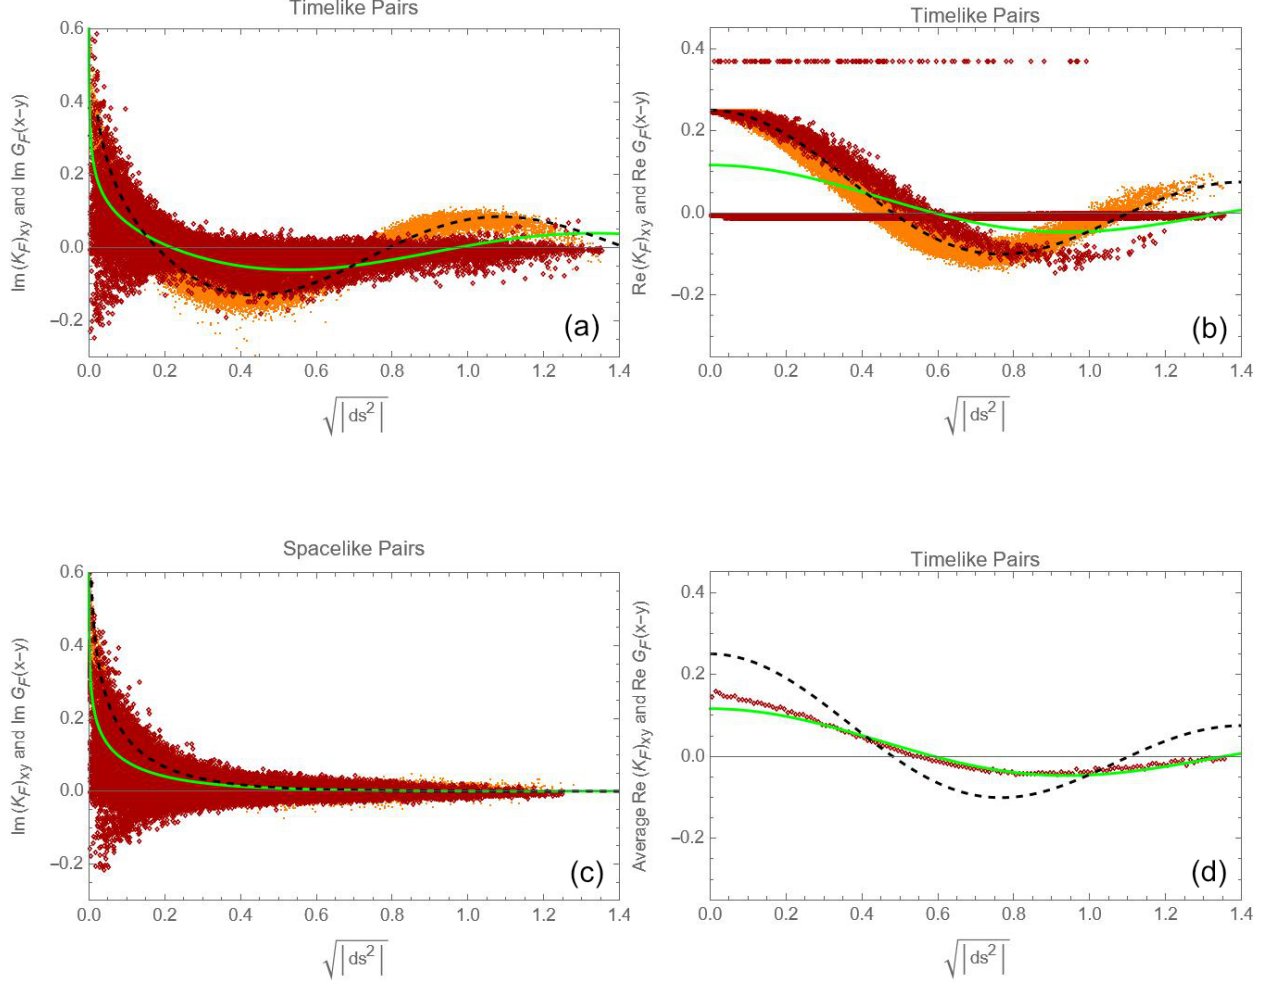 Timelike Pairs
Im (K_F)_xy and Im G_F(x−y)
0.6
0.4
0.2
0.0
−0.2
(a)
0.0 0.2 0.4 0.6 0.8 1.0 1.2 1.4
√|ds²|
Timelike Pairs
Re (K_F)_xy and Re G_F(x−y)
0.4
0.2
0.0
−0.2
(b)
0.0 0.2 0.4 0.6 0.8 1.0 1.2 1.4
√|ds²|
Spacelike Pairs
Im (K_F)_xy and Im G_F(x−y)
0.6
0.4
0.2
0.0
−0.2
(c)
0.0 0.2 0.4 0.6 0.8 1.0 1.2 1.4
√|ds²|
Timelike Pairs
Average Re (K_F)_xy and Re G_F(x−y)
0.4
0.2
0.0
−0.2
(d)
0.0 0.2 0.4 0.6 0.8 1.0 1.2 1.4
√|ds²|